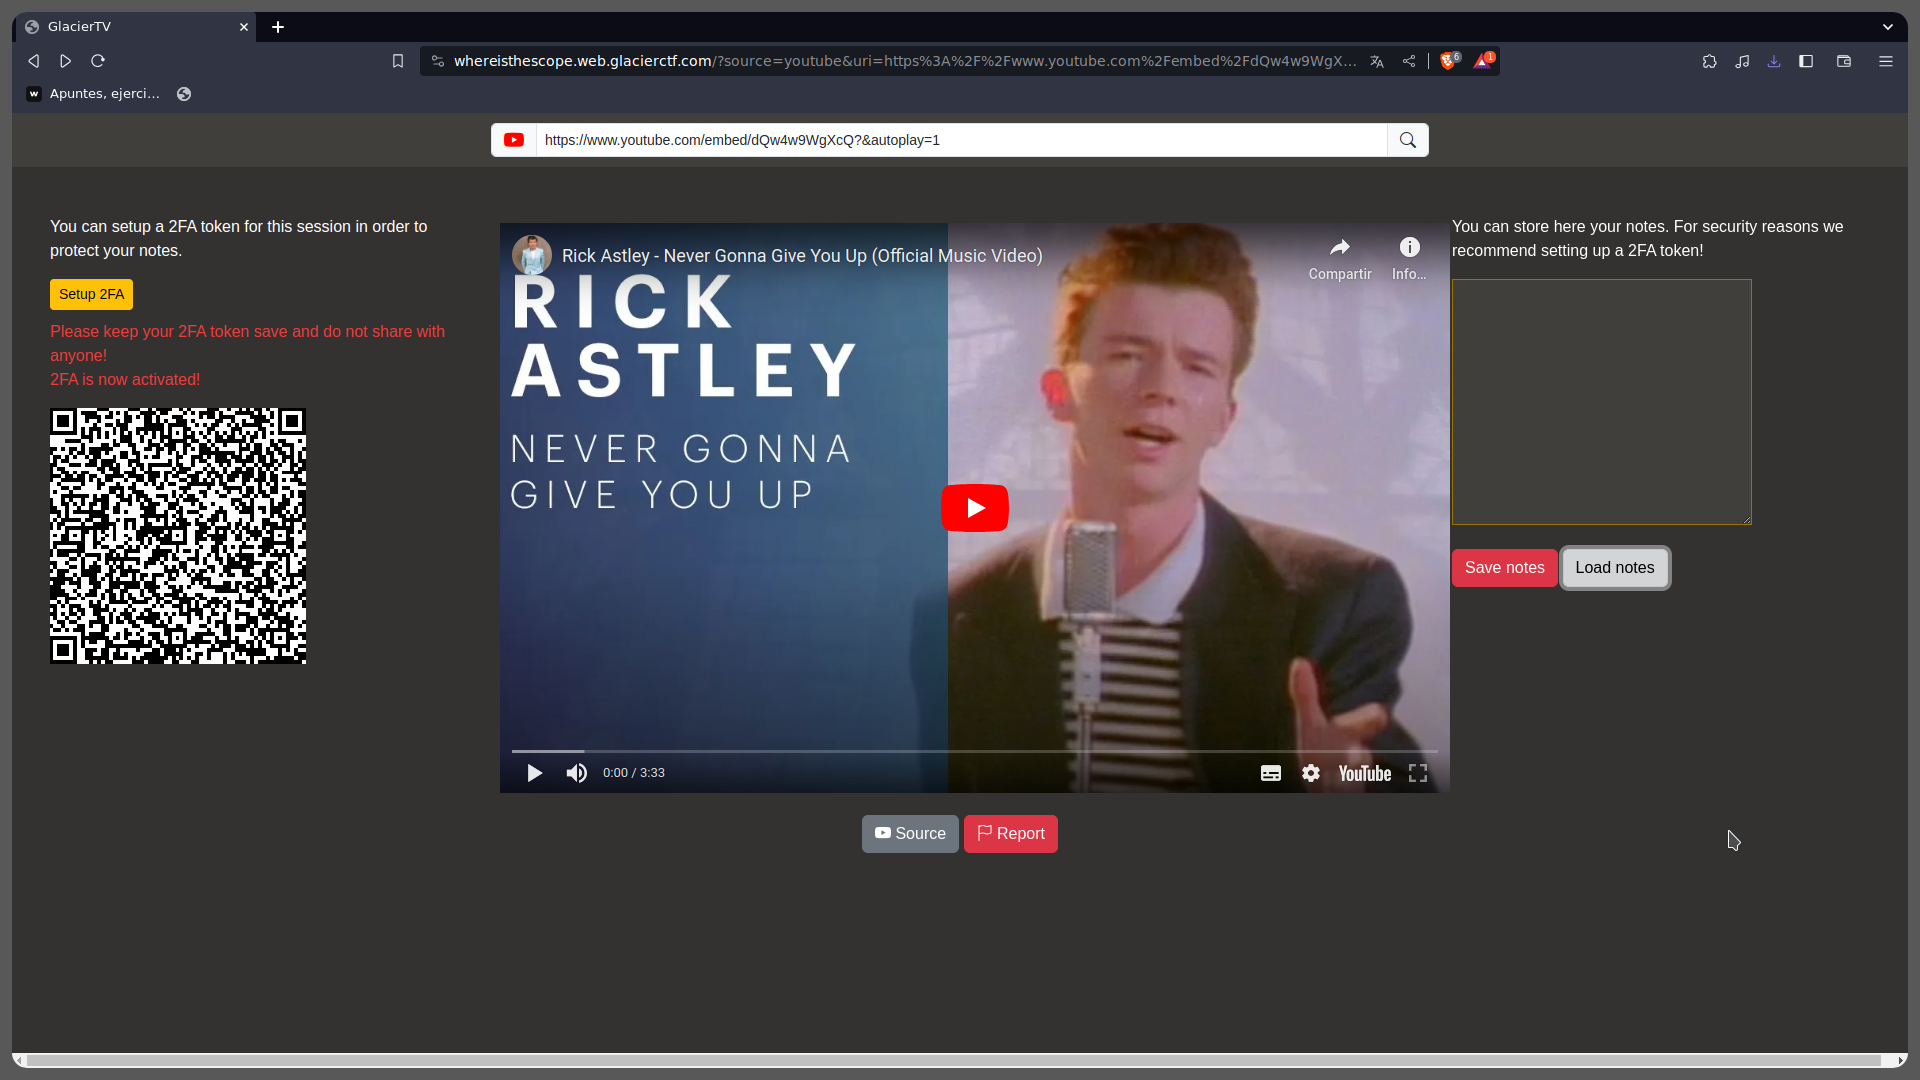 GlacierTV
whereisthescope.web.glacierctf.com/?source=youtube&uri=https%3A%2F%2Fwww.youtube.com%2Fembed%2FdQw4w9WgX...
6
1
w Apuntes, ejerci...
https://www.youtube.com/embed/dQw4w9WgXcQ?&autoplay=1
You can setup a 2FA token for this session in order to
protect your notes.
Setup 2FA
Please keep your 2FA token save and do not share with
anyone!
2FA is now activated!
Rick Astley - Never Gonna Give You Up (Official Music Video)
Compartir
Info...
RICK
ASTLEY
NEVER GONNA
GIVE YOU UP
0:00 / 3:33
YouTube
Source
Report
You can store here your notes. For security reasons we
recommend setting up a 2FA token!
Save notes
Load notes